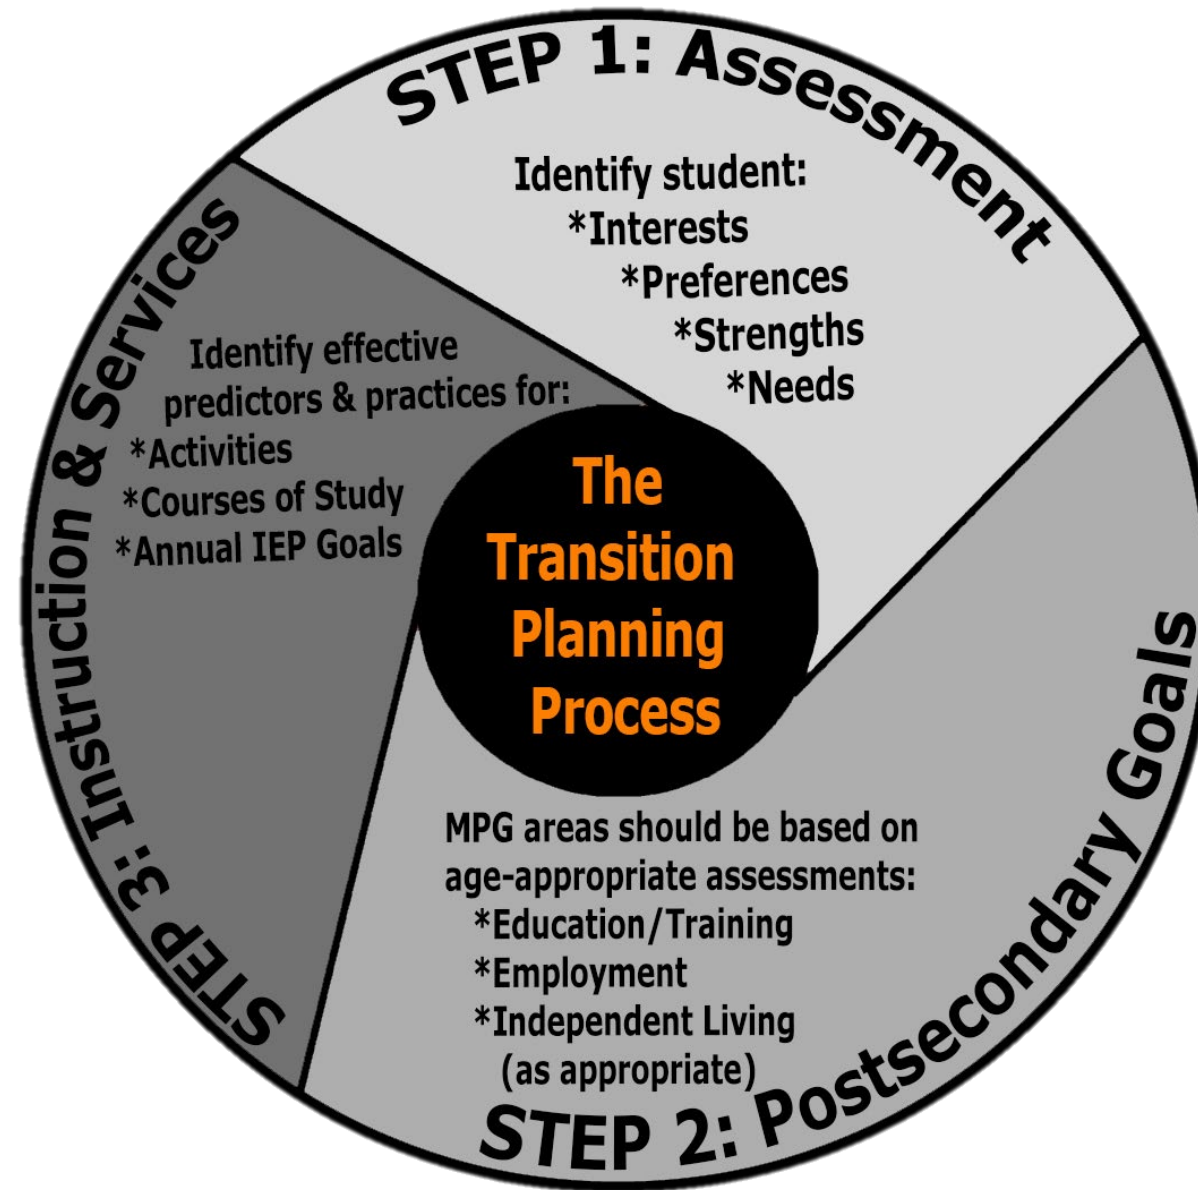 The
Transition
Planning
Process
STEP 1: Assessment
Identify student:
*Interests
*Preferences
*Strengths
*Needs
STEP 2: Postsecondary Goals
MPG areas should be based on
age-appropriate assessments:
*Education/Training
*Employment
*Independent Living
(as appropriate)
STEP 3: Instruction & Services
Identify effective
predictors & practices for:
*Activities
*Courses of Study
*Annual IEP Goals